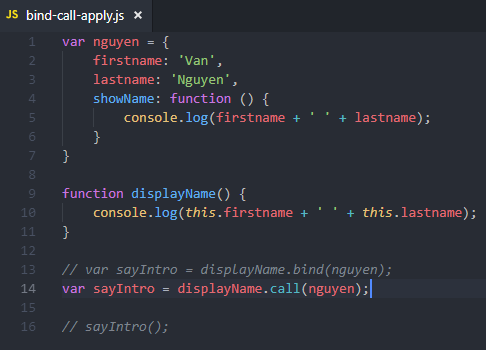 JS bind-call-apply.js ×
1 var nguyen = {
2     firstname: 'Van',
3     lastname: 'Nguyen',
4     showName: function () {
5         console.log(firstname + ' ' + lastname);
6     }
7 }
8
9 function displayName() {
10     console.log(this.firstname + ' ' + this.lastname);
11 }
12
13 // var sayIntro = displayName.bind(nguyen);
14 var sayIntro = displayName.call(nguyen);
15
16 // sayIntro();